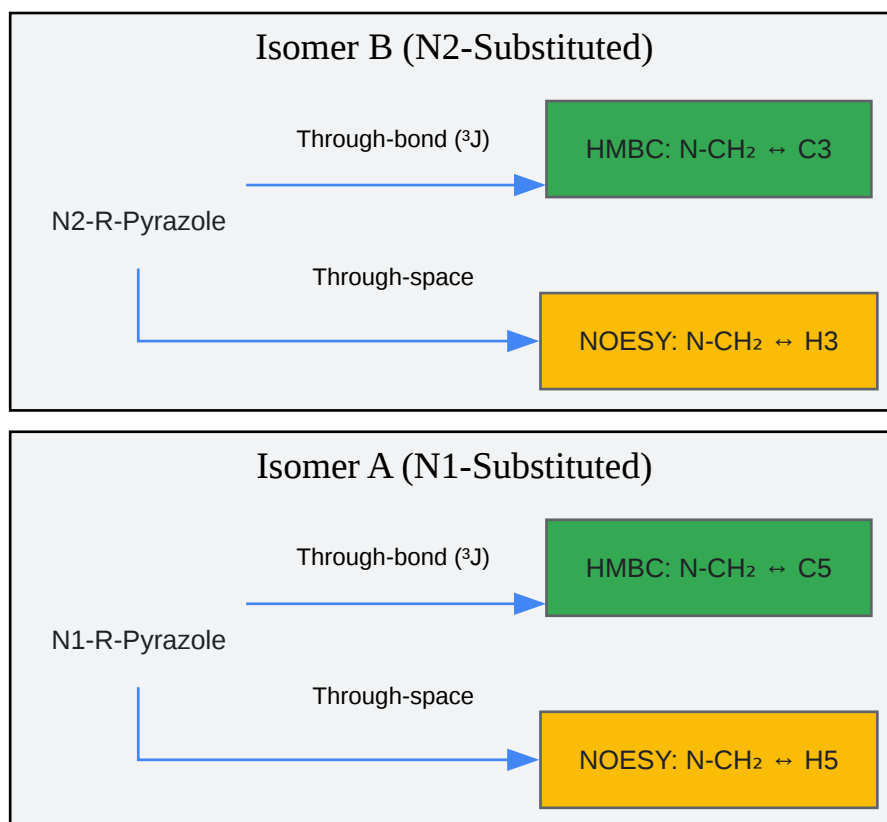 Isomer B (N2-Substituted)
Through-bond (³J)
HMBC: N-CH₂ ↔ C3
N2-R-Pyrazole
Through-space
NOESY: N-CH₂ ↔ H3
Isomer A (N1-Substituted)
Through-bond (³J)
HMBC: N-CH₂ ↔ C5
N1-R-Pyrazole
Through-space
NOESY: N-CH₂ ↔ H5